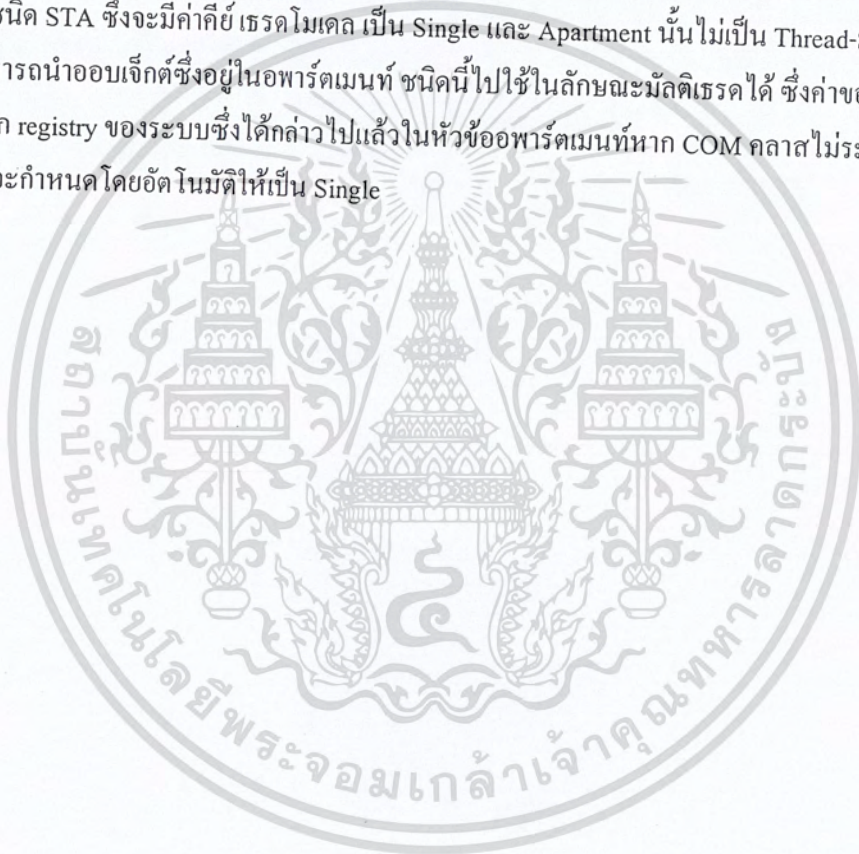 ชนิด STA ซึ่งจะมีค่าคีย์ เธรดโมเดล เป็น Single และ Apartment นั้นไม่เป็น Thread-
ารถนำออบเจ็กต์ซึ่งอยู่ในอพาร์ตเมนท์ ชนิดนี้ไปใช้ในลักษณะมัลติเธรดได้ ซึ่งค่าขอ
registry ของระบบซึ่งได้กล่าวไปแล้วในหัวข้ออพาร์ตเมนท์หาก COM คลาสไม่ระ
ะกำหนดโดยอัตโนมัติให้เป็น Single
สถาบันเทคโนโลยีพระจอมเกล้าเจ้าคุณทหารลาดกระบัง